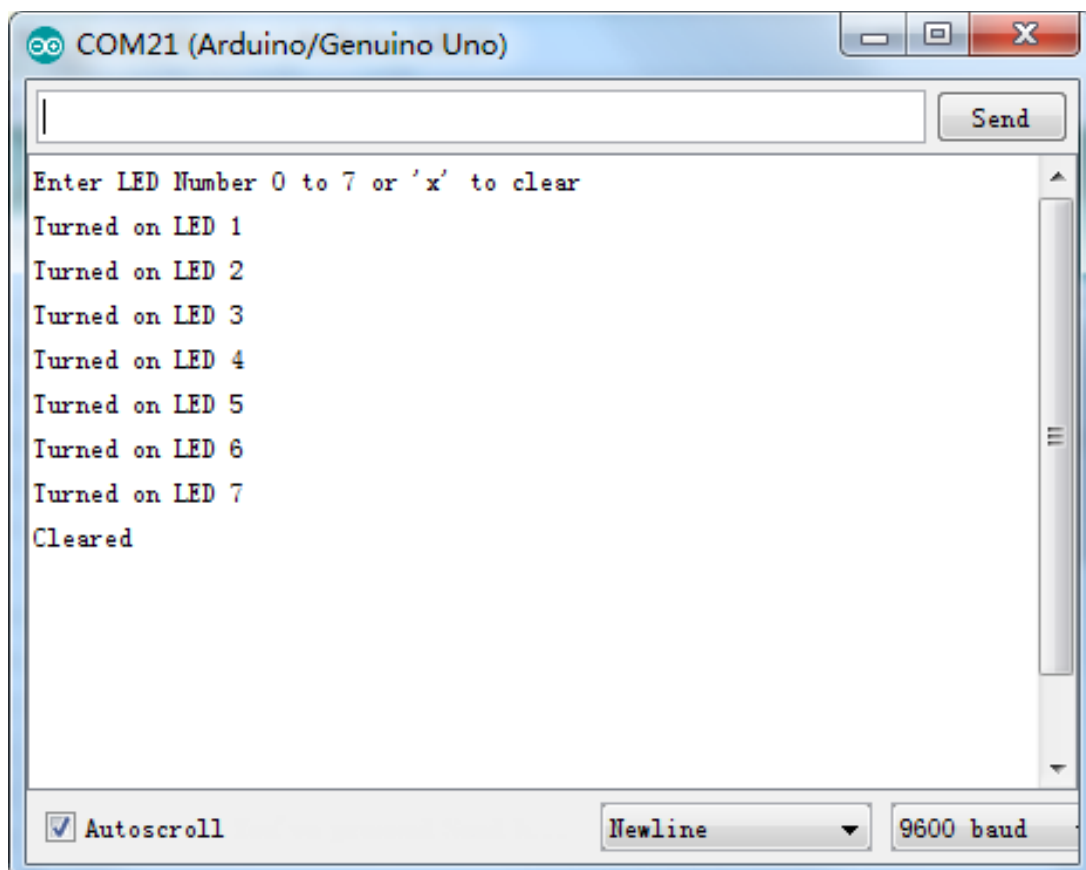 COM21 (Arduino/Genuino Uno)
Send
Enter LED Number 0 to 7 or 'x' to clear
Turned on LED 1
Turned on LED 2
Turned on LED 3
Turned on LED 4
Turned on LED 5
Turned on LED 6
Turned on LED 7
Cleared
Autoscroll
Newline
9600 baud